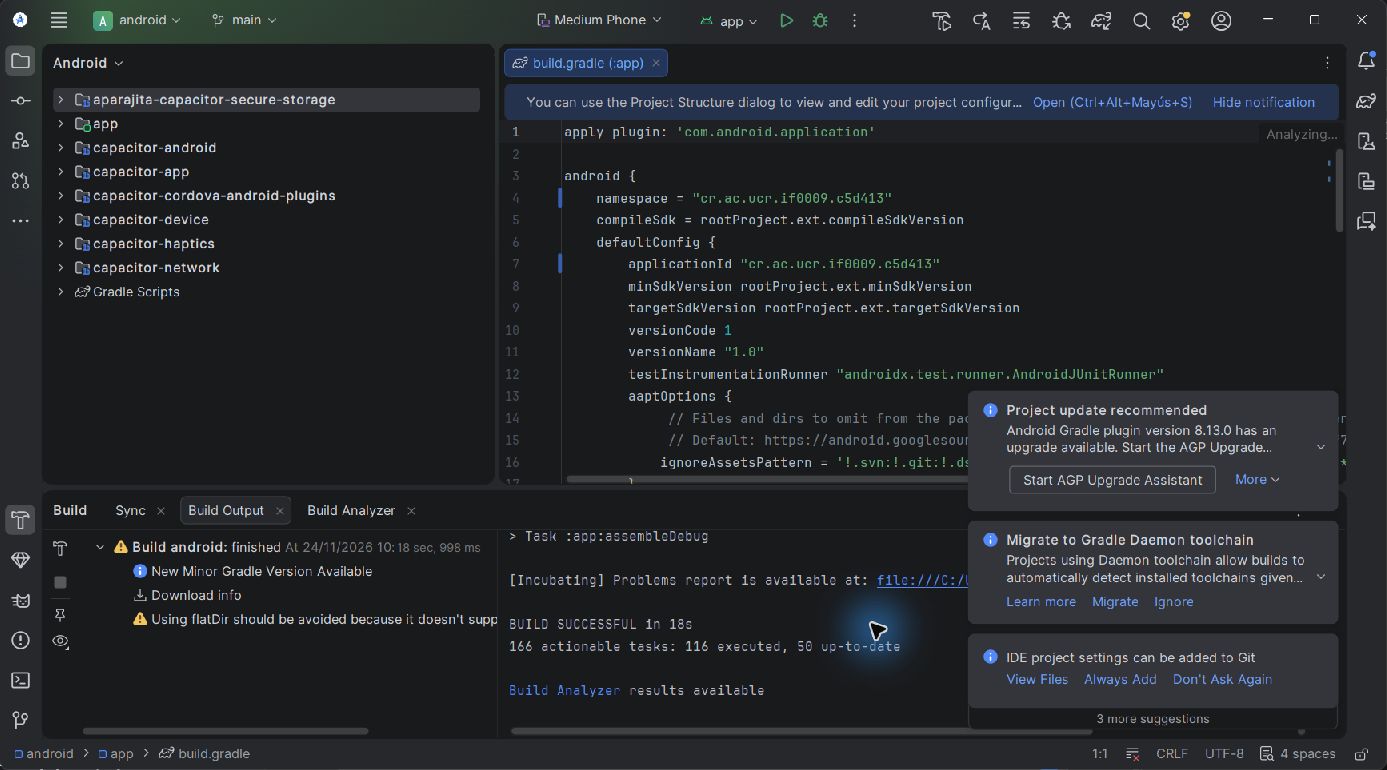 A android main Medium Phone app
Android
aparajita-capacitor-secure-storage
app
capacitor-android
capacitor-app
capacitor-cordova-android-plugins
capacitor-device
capacitor-haptics
capacitor-network
Gradle Scripts
build.gradle (:app)
You can use the Project Structure dialog to view and edit your project configur... Open (Ctrl+Alt+Mayús+S) Hide notification
Analyzing...
1 apply plugin: 'com.android.application'
2
3 android {
4 namespace = "cr.ac.ucr.if0009.c5d413"
5 compileSdk = rootProject.ext.compileSdkVersion
6 defaultConfig {
7 applicationId "cr.ac.ucr.if0009.c5d413"
8 minSdkVersion rootProject.ext.minSdkVersion
9 targetSdkVersion rootProject.ext.targetSdkVersion
10 versionCode 1
11 versionName "1.0"
12 testInstrumentationRunner "androidx.test.runner.AndroidJUnitRunner"
13 aaptOptions {
14 // Files and dirs to omit from the pac
15 // Default: https://android.googlesour
16 ignoreAssetsPattern = '!.svn:!.git:!.ds
17 }
Project update recommended
Android Gradle plugin version 8.13.0 has an
upgrade available. Start the AGP Upgrade...
Start AGP Upgrade Assistant More
Migrate to Gradle Daemon toolchain
Projects using Daemon toolchain allow builds to
automatically detect installed toolchains given...
Learn more Migrate Ignore
IDE project settings can be added to Git
View Files Always Add Don't Ask Again
3 more suggestions
Build Sync Build Output Build Analyzer
Build android: finished At 24/11/2026 10: 18 sec, 998 ms
New Minor Gradle Version Available
Download info
Using flatDir should be avoided because it doesn't supp
> Task :app:assembleDebug
[Incubating] Problems report is available at: file:///C:/
BUILD SUCCESSFUL in 18s
166 actionable tasks: 116 executed, 50 up-to-date
Build Analyzer results available
android > app > build.gradle
1:1 CRLF UTF-8 4 spaces